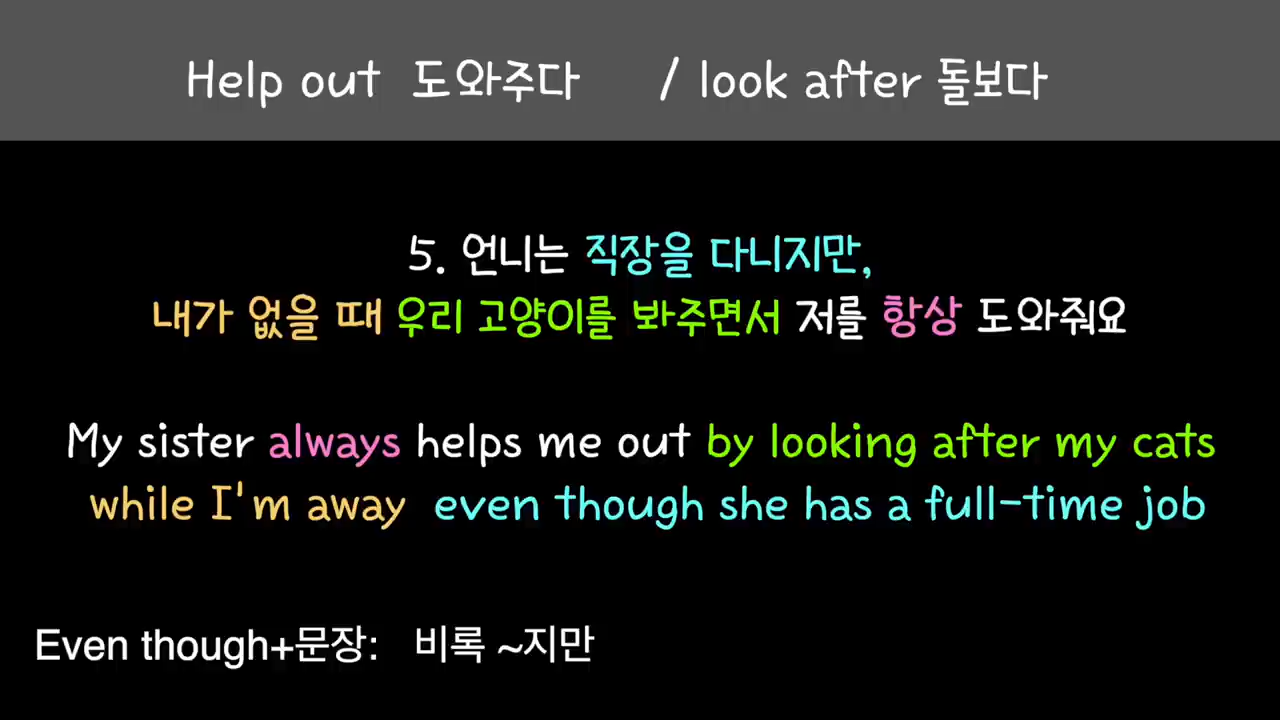 Help out 도와주다 / look after 돌보다
5. 언니는 직장을 다니지만,
내가 없을 때 우리 고양이를 봐주면서 저를 항상 도와줘요
My sister always helps me out by looking after my cats
while I'm away even though she has a full-time job
Even though+문장: 비록 ~지만